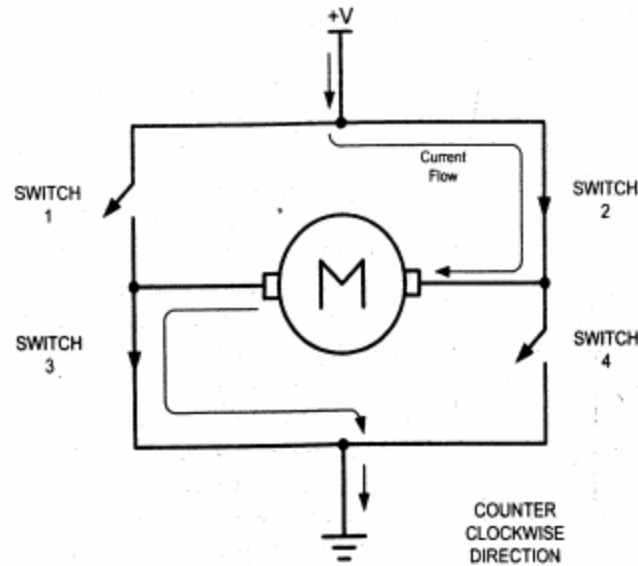 +V
Current
Flow
SWITCH
1
SWITCH
2
M
SWITCH
3
SWITCH
4
COUNTER
CLOCKWISE
DIRECTION